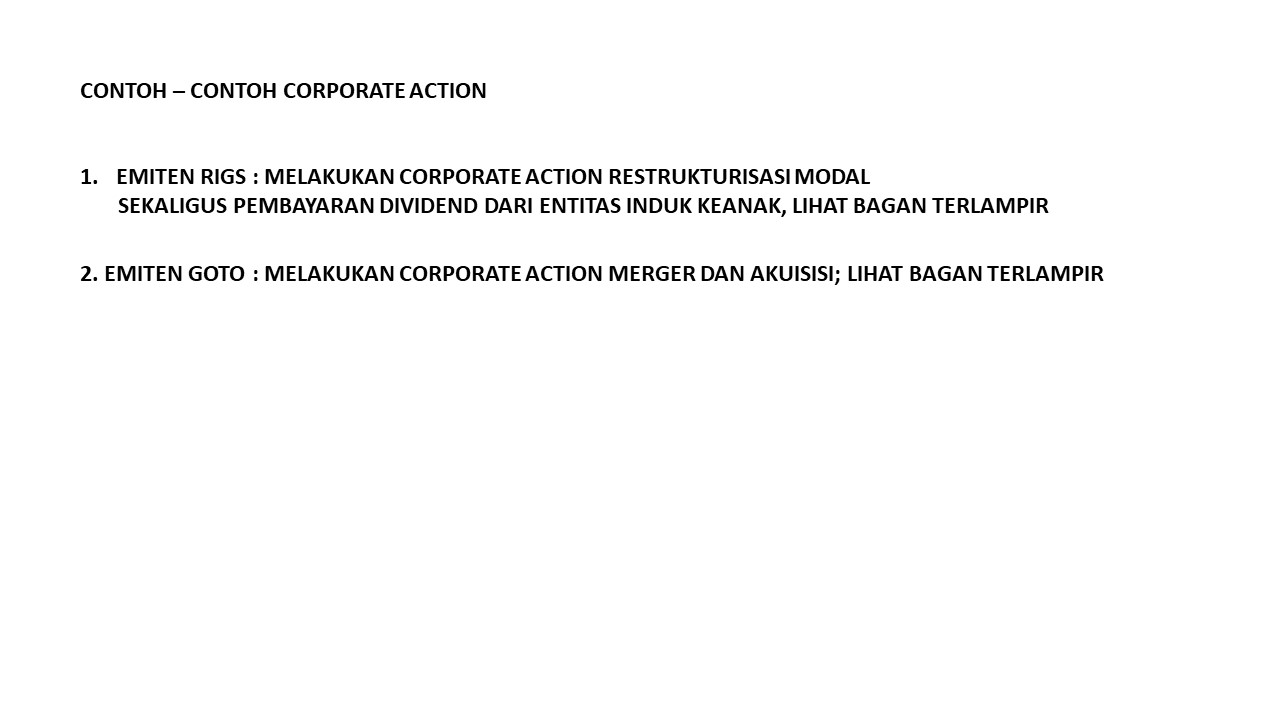 CONTOH – CONTOH CORPORATE ACTION
1. EMITEN RIGS : MELAKUKAN CORPORATE ACTION RESTRUKTURISASI MODAL
SEKALIGUS PEMBAYARAN DIVIDEND DARI ENTITAS INDUK KEANAK, LIHAT BAGAN TERLAMPIR
2. EMITEN GOTO : MELAKUKAN CORPORATE ACTION MERGER DAN AKUISISI; LIHAT BAGAN TERLAMPIR